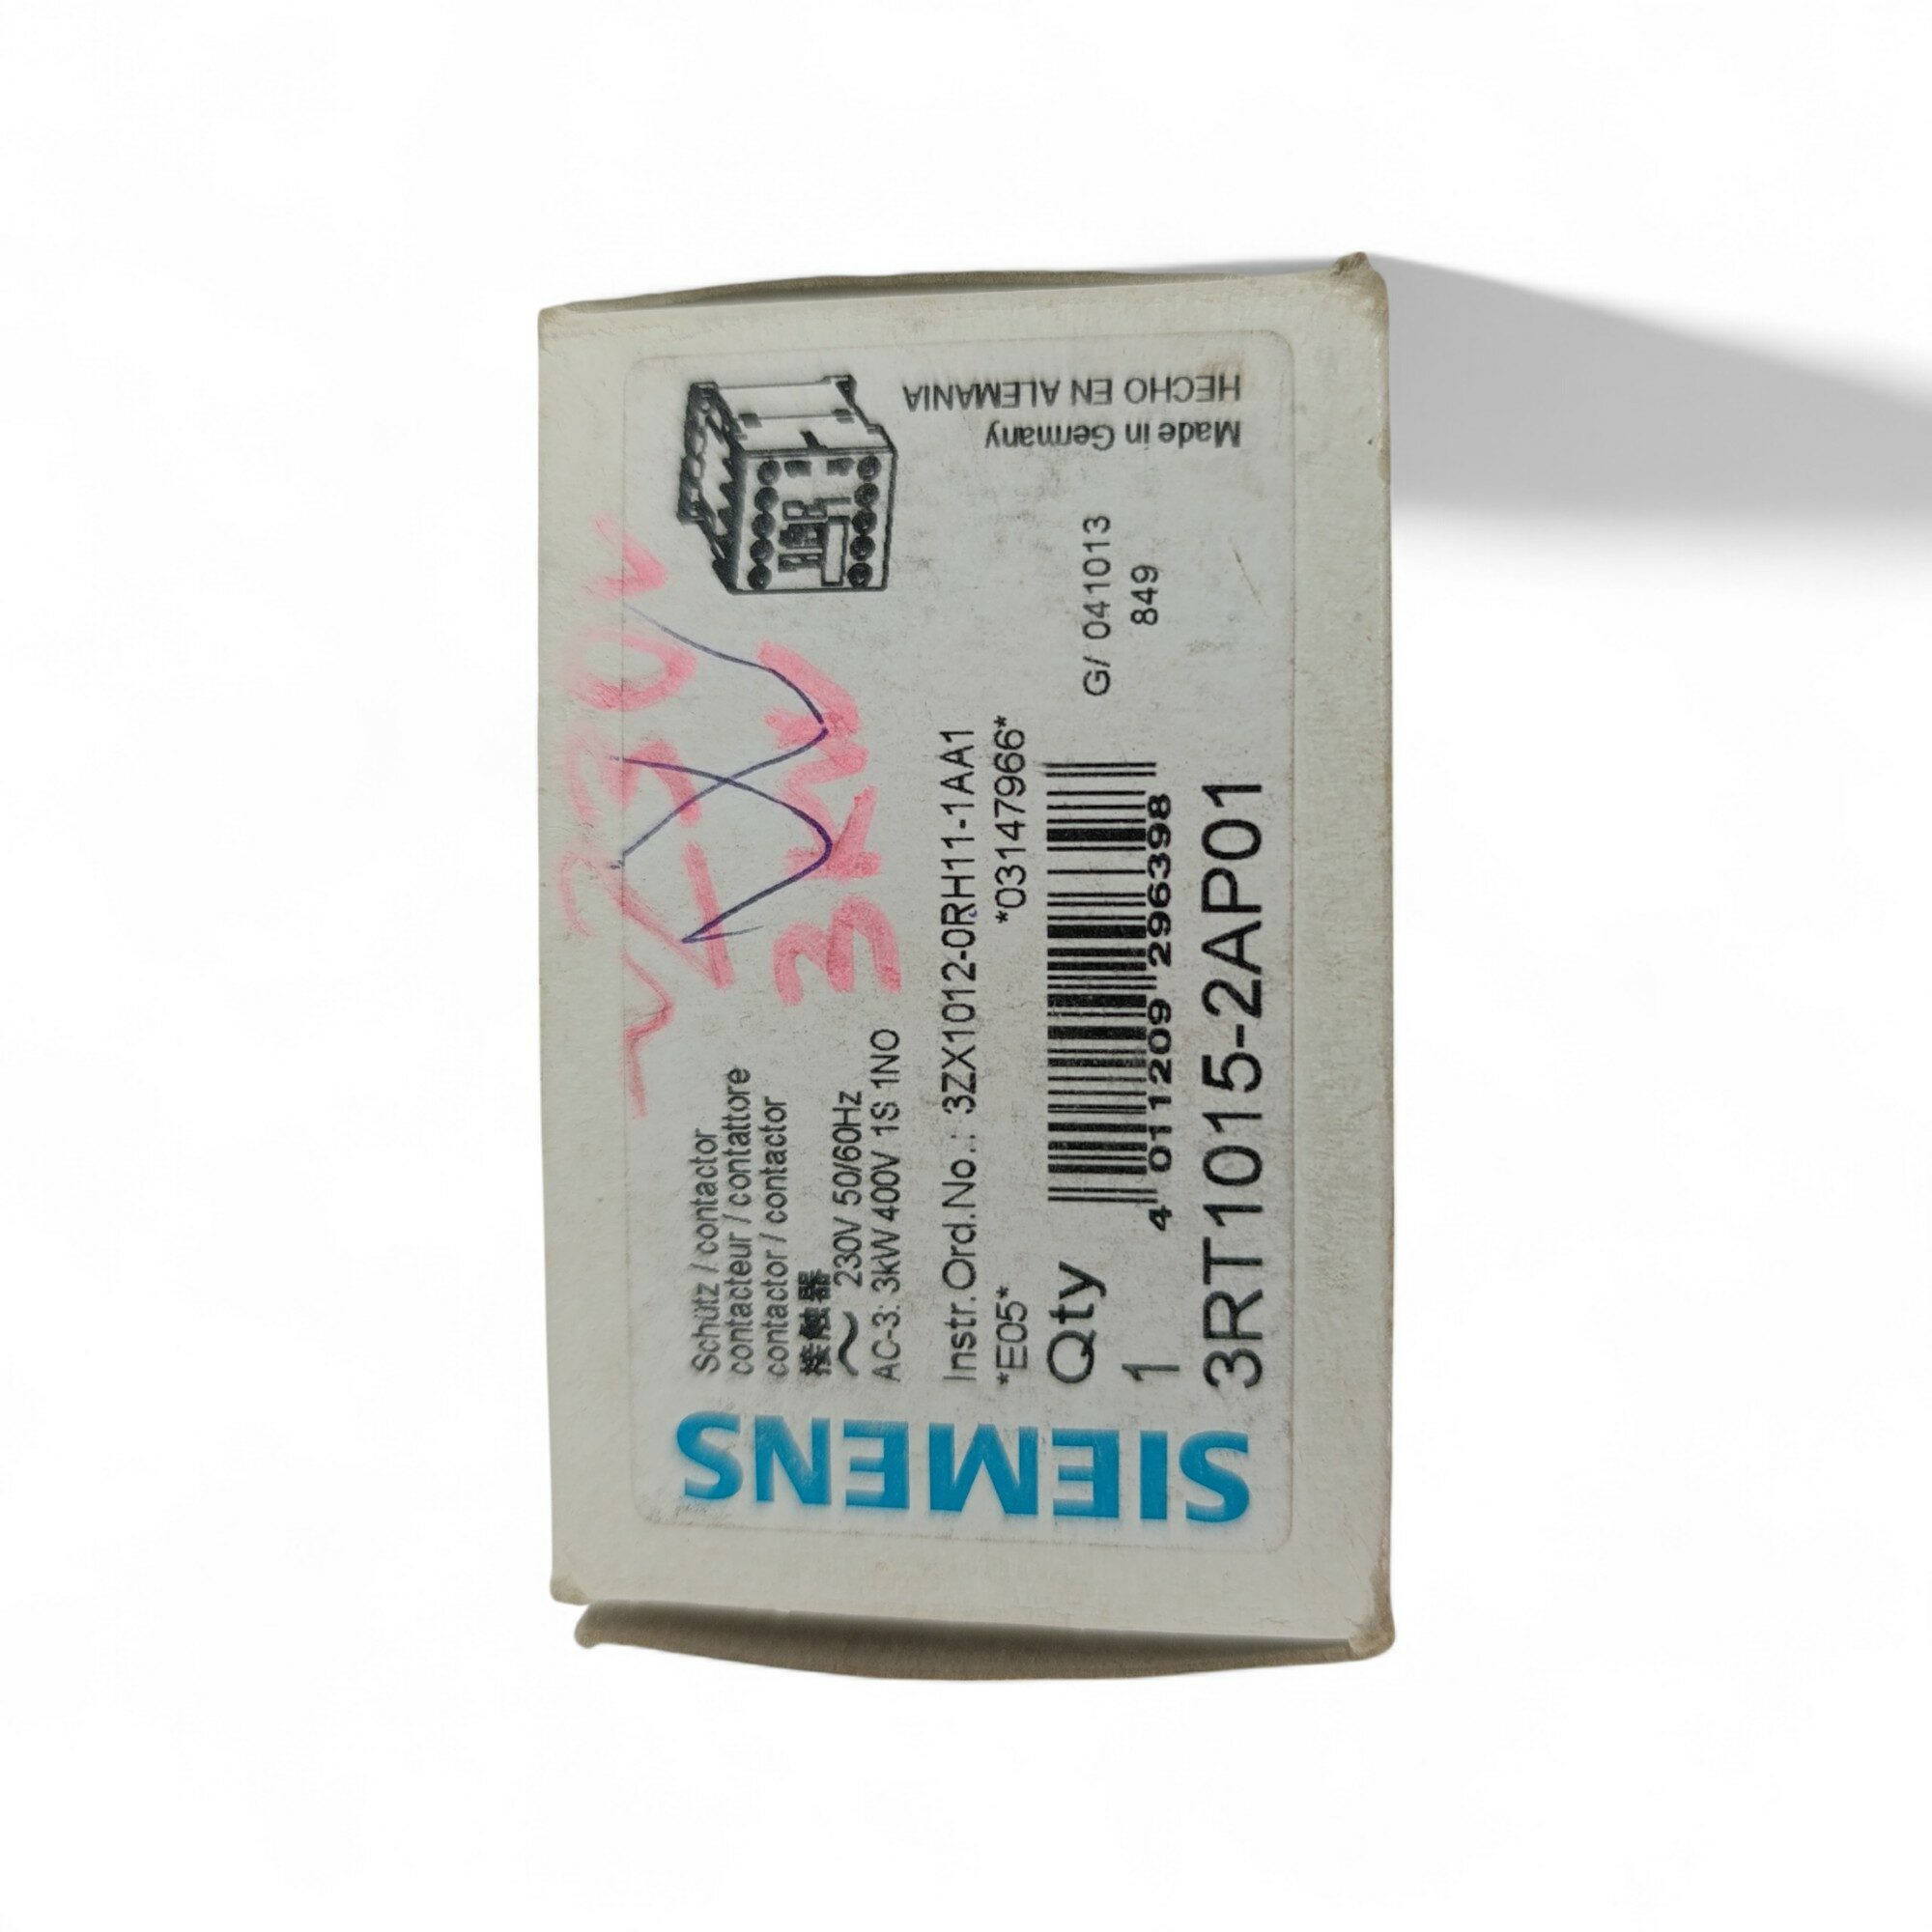 SIEMENS
Schütz / contactor
contacteur / contattore
contactor / contactor
接触器
~ 230V 50/60Hz
AC-3: 3kW 400V 1S 1NO
~230V
3KW
Instr.Ord.No.: 3ZX1012-0RH11-1AA1
*E05* *03147966*
Qty
1
4 011209 296398
G/ 041013
849
3RT1015-2AP01
Made in Germany
HECHO EN ALEMANIA